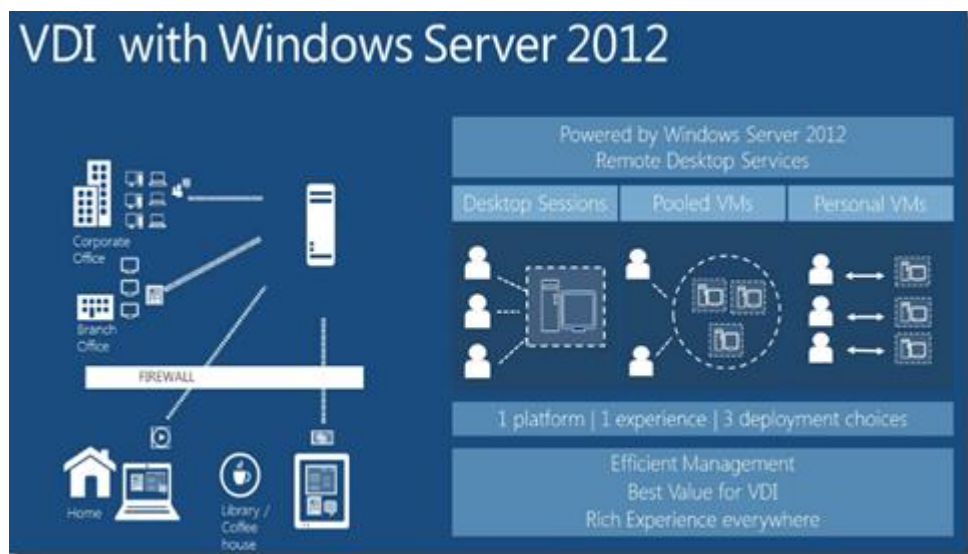 VDI with Windows Server 2012
Corporate
Office
Branch
Office
FIREWALL
Home
Library /
Coffee
house
Powered by Windows Server 2012
Remote Desktop Services
Desktop Sessions
Pooled VMs
Personal VMs
1 platform | 1 experience | 3 deployment choices
Efficient Management
Best Value for VDI
Rich Experience everywhere